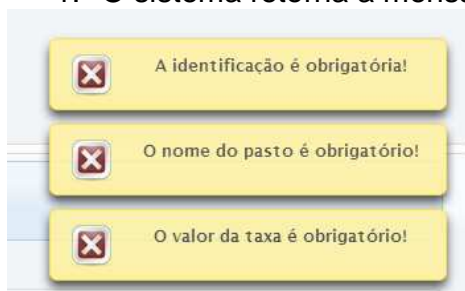 A identificação é obrigatória!
O nome do pasto é obrigatório!
O valor da taxa é obrigatório!